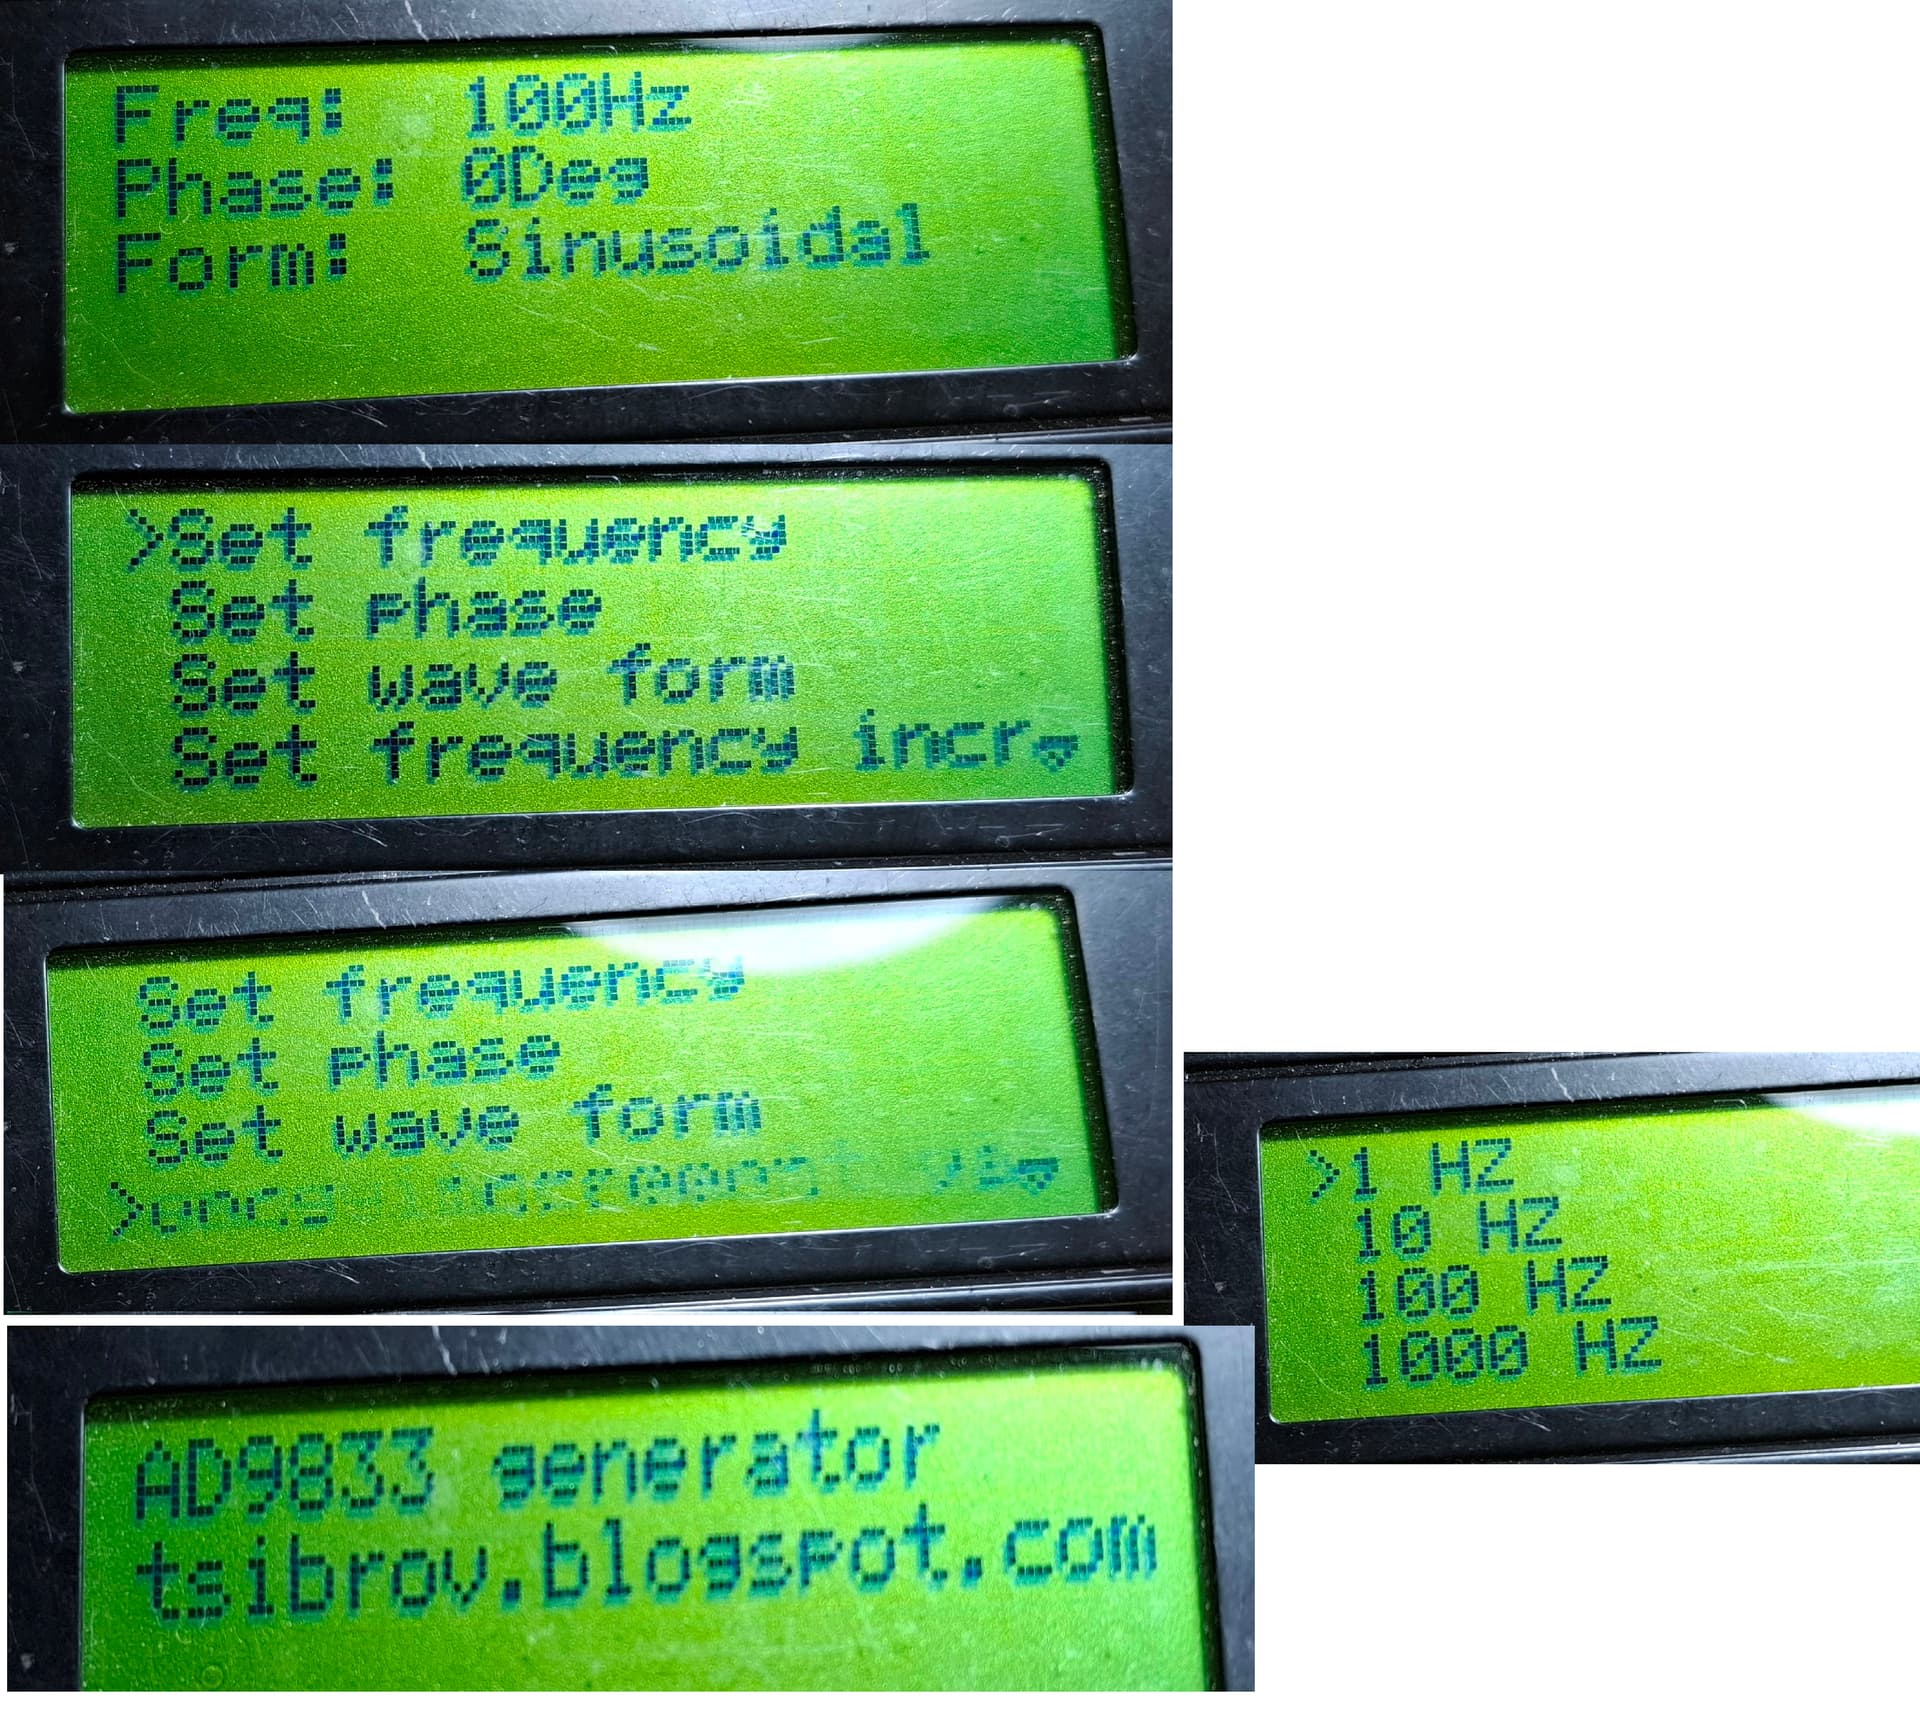 Freq: 100Hz
Phase: 0Deg
Form: Sinusoidal
>Set frequency
Set phase
Set wave form
Set frequency incr
Set frequency
Set phase
Set wave form
>
>1 HZ
10 HZ
100 HZ
1000 HZ
AD9833 generator
tsibrov.blogspot.com